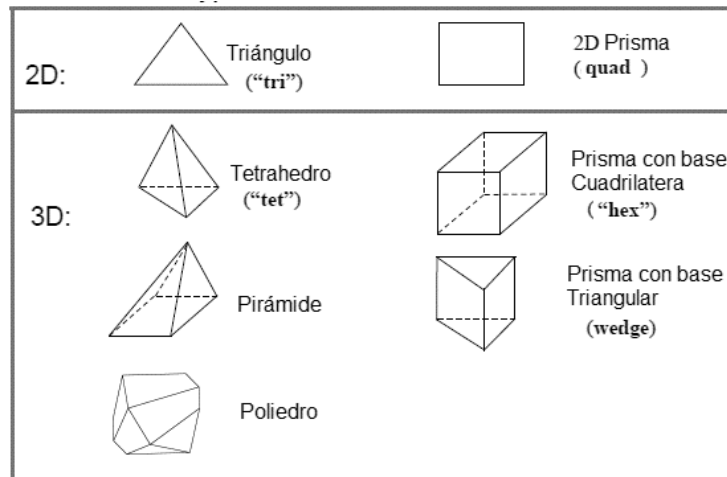 2D:
Triángulo
(“tri”)
2D Prisma
( quad )
3D:
Tetrahedro
(“tet”)
Prisma con base
Cuadrilatera
(“hex”)
Pirámide
Prisma con base
Triangular
(wedge)
Poliedro